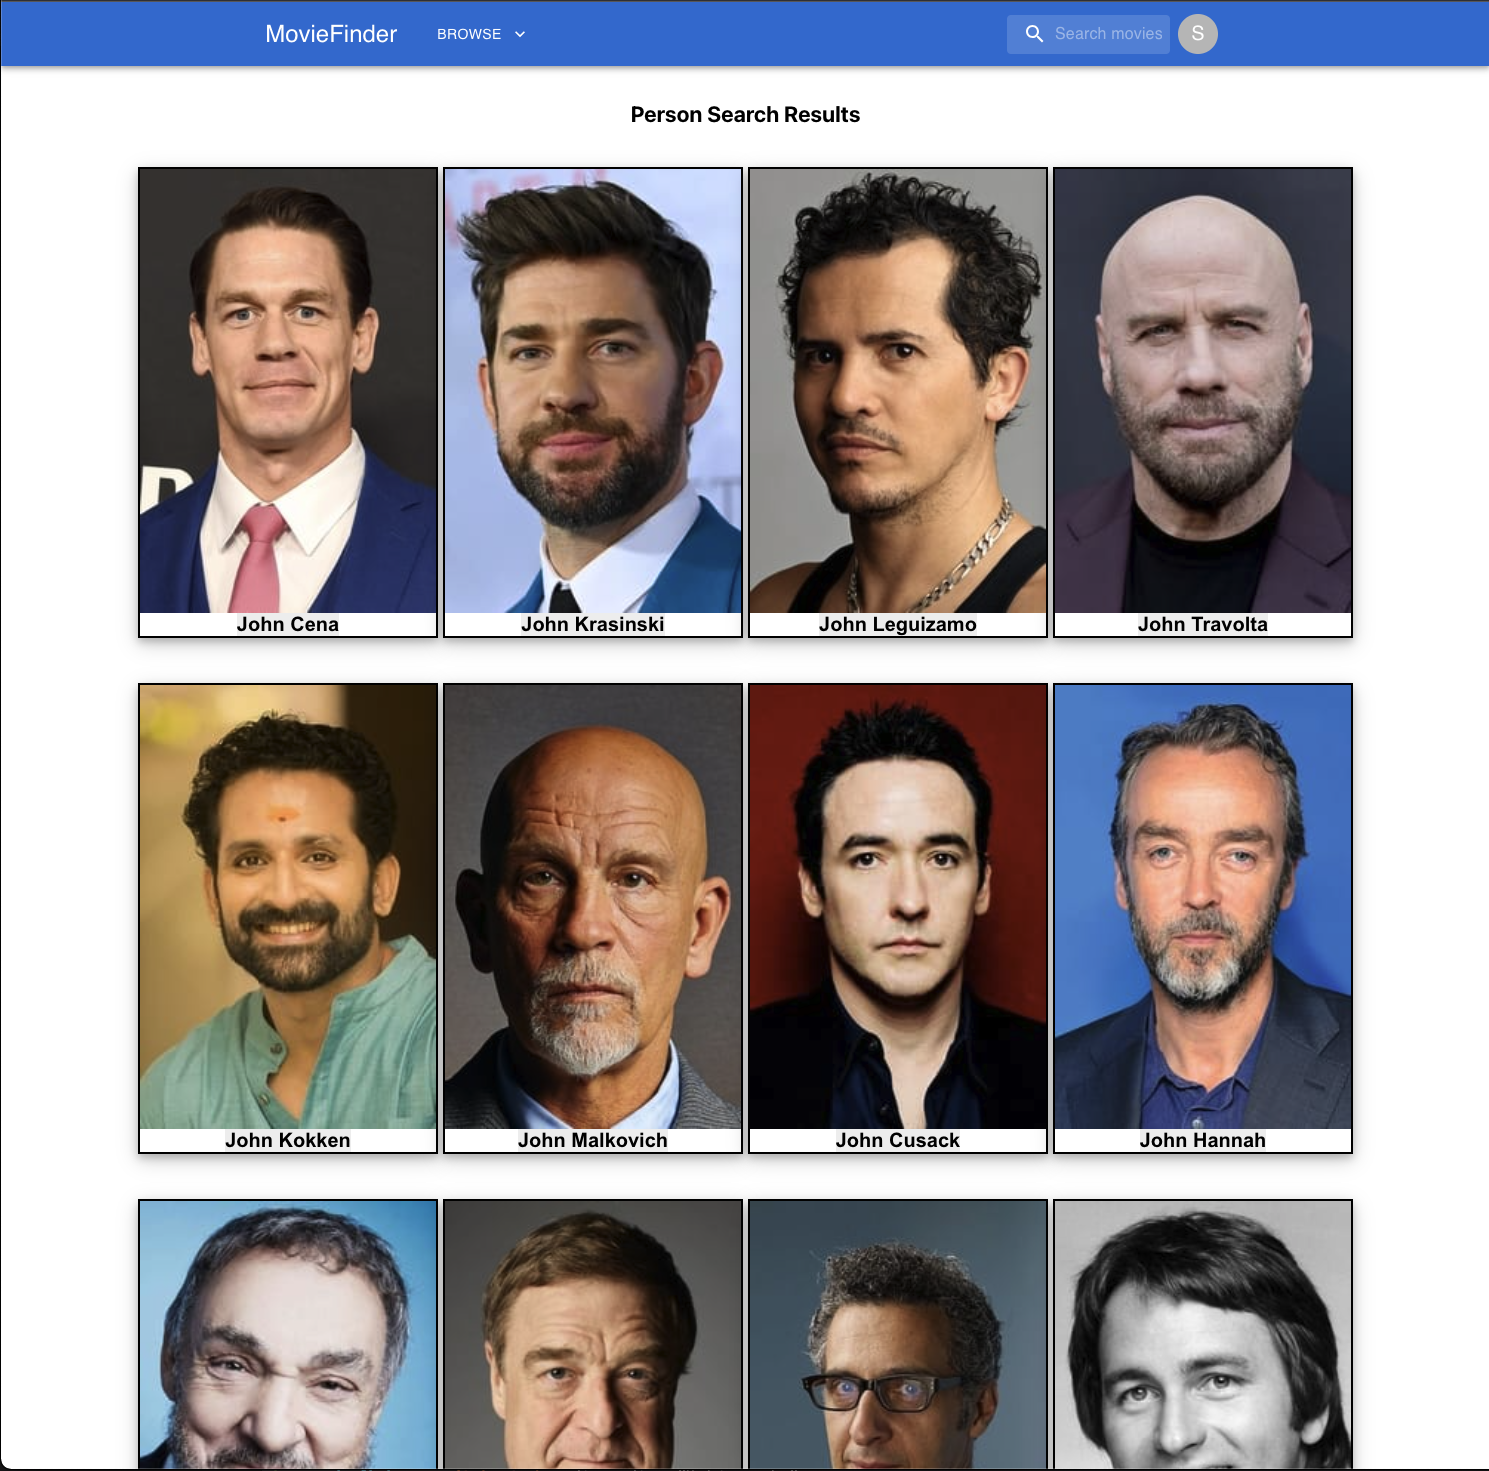 MovieFinder
BROWSE
Search movies
S
Person Search Results
John Cena
John Krasinski
John Leguizamo
John Travolta
John Kokken
John Malkovich
John Cusack
John Hannah